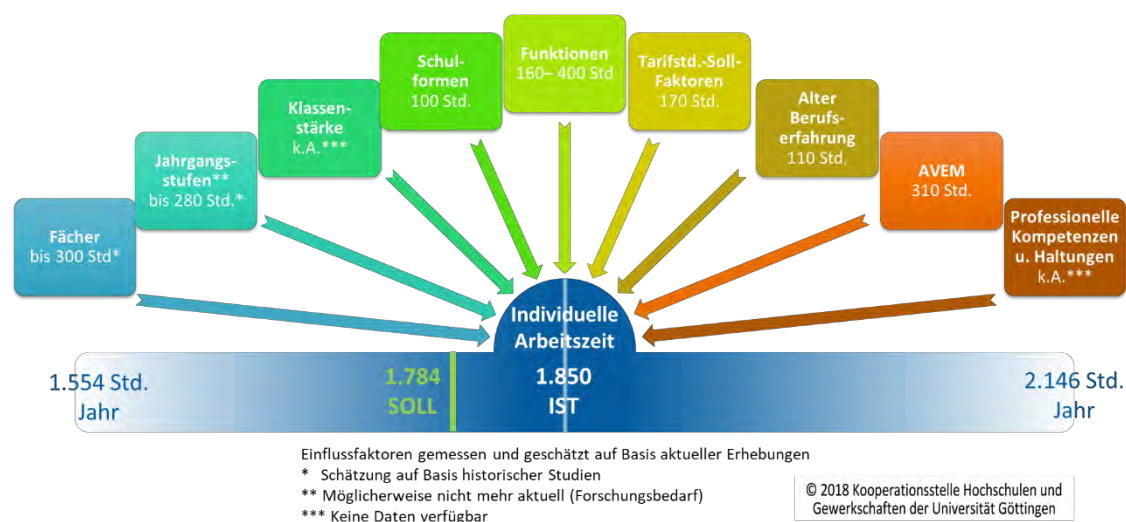 Fächer
bis 300 Std*
Jahrgangs-
stufen**
bis 280 Std.*
Klassen-
stärke
k.A.***
Schul-
formen
100 Std.
Funktionen
160– 400 Std
Tarifstd.-Soll-
Faktoren
170 Std.
Alter
Berufs-
erfahrung
110 Std.
AVEM
310 Std.
Professionelle
Kompetenzen
u. Haltungen
k.A.***
Individuelle
Arbeitszeit
1.554 Std.
Jahr
1.784
SOLL
1.850
IST
2.146 Std.
Jahr
Einflussfaktoren gemessen und geschätzt auf Basis aktueller Erhebungen
* Schätzung auf Basis historischer Studien
** Möglicherweise nicht mehr aktuell (Forschungsbedarf)
*** Keine Daten verfügbar
© 2018 Kooperationsstelle Hochschulen und
Gewerkschaften der Universität Göttingen